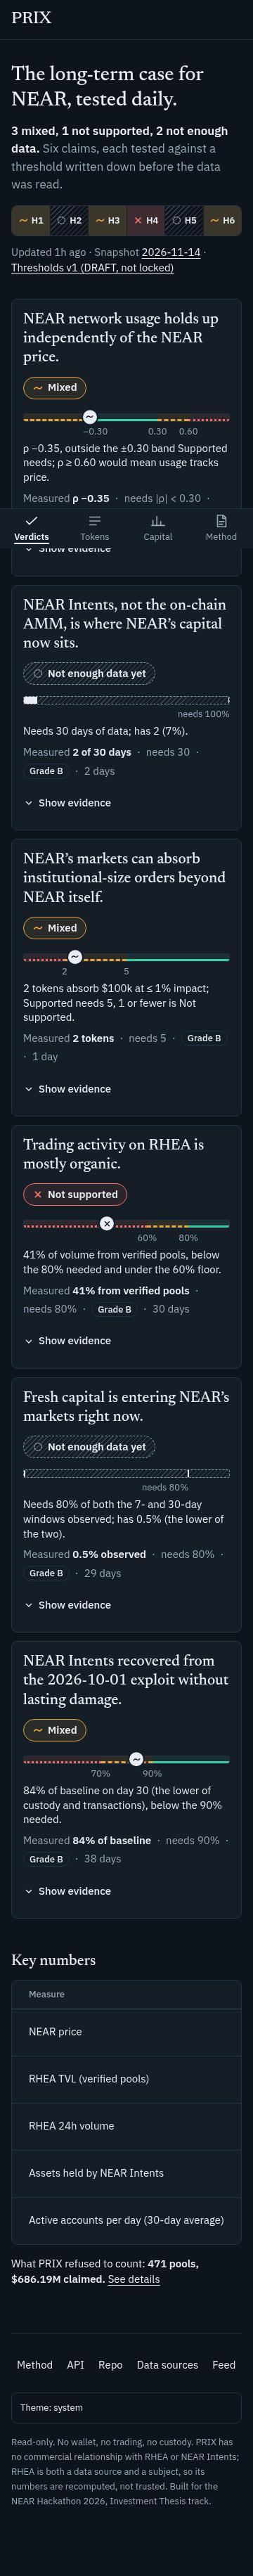 PRIX
The long-term case for
NEAR, tested daily.
3 mixed, 1 not supported, 2 not enough
data. Six claims, each tested against a
threshold written down before the data
was read.
H1 H2 H3 H4 H5 H6
Updated 1h ago · Snapshot 2026-11-14 ·
Thresholds v1 (DRAFT, not locked)
NEAR network usage holds up
independently of the NEAR
price.
Mixed
−0.30 0.30 0.60
ρ −0.35, outside the ±0.30 band Supported
needs; ρ ≥ 0.60 would mean usage tracks
price.
Measured ρ −0.35 · needs |ρ| < 0.30 ·
Verdicts Tokens Capital Method
Show evidence
NEAR Intents, not the on-chain
AMM, is where NEAR’s capital
now sits.
Not enough data yet
needs 100%
Needs 30 days of data; has 2 (7%).
Measured 2 of 30 days · needs 30 ·
Grade B · 2 days
Show evidence
NEAR’s markets can absorb
institutional-size orders beyond
NEAR itself.
Mixed
2 5
2 tokens absorb $100k at ≤ 1% impact;
Supported needs 5, 1 or fewer is Not
supported.
Measured 2 tokens · needs 5 · Grade B
· 1 day
Show evidence
Trading activity on RHEA is
mostly organic.
Not supported
60% 80%
41% of volume from verified pools, below
the 80% needed and under the 60% floor.
Measured 41% from verified pools ·
needs 80% · Grade B · 30 days
Show evidence
Fresh capital is entering NEAR’s
markets right now.
Not enough data yet
needs 80%
Needs 80% of both the 7- and 30-day
windows observed; has 0.5% (the lower of
the two).
Measured 0.5% observed · needs 80% ·
Grade B · 29 days
Show evidence
NEAR Intents recovered from
the 2026-10-01 exploit without
lasting damage.
Mixed
70% 90%
84% of baseline on day 30 (the lower of
custody and transactions), below the 90%
needed.
Measured 84% of baseline · needs 90% ·
Grade B · 38 days
Show evidence
Key numbers
Measure
NEAR price
RHEA TVL (verified pools)
RHEA 24h volume
Assets held by NEAR Intents
Active accounts per day (30-day average)
What PRIX refused to count: 471 pools,
$686.19M claimed. See details
Method API Repo Data sources Feed
Theme: system
Read-only. No wallet, no trading, no custody. PRIX has
no commercial relationship with RHEA or NEAR Intents;
RHEA is both a data source and a subject, so its
numbers are recomputed, not trusted. Built for the
NEAR Hackathon 2026, Investment Thesis track.